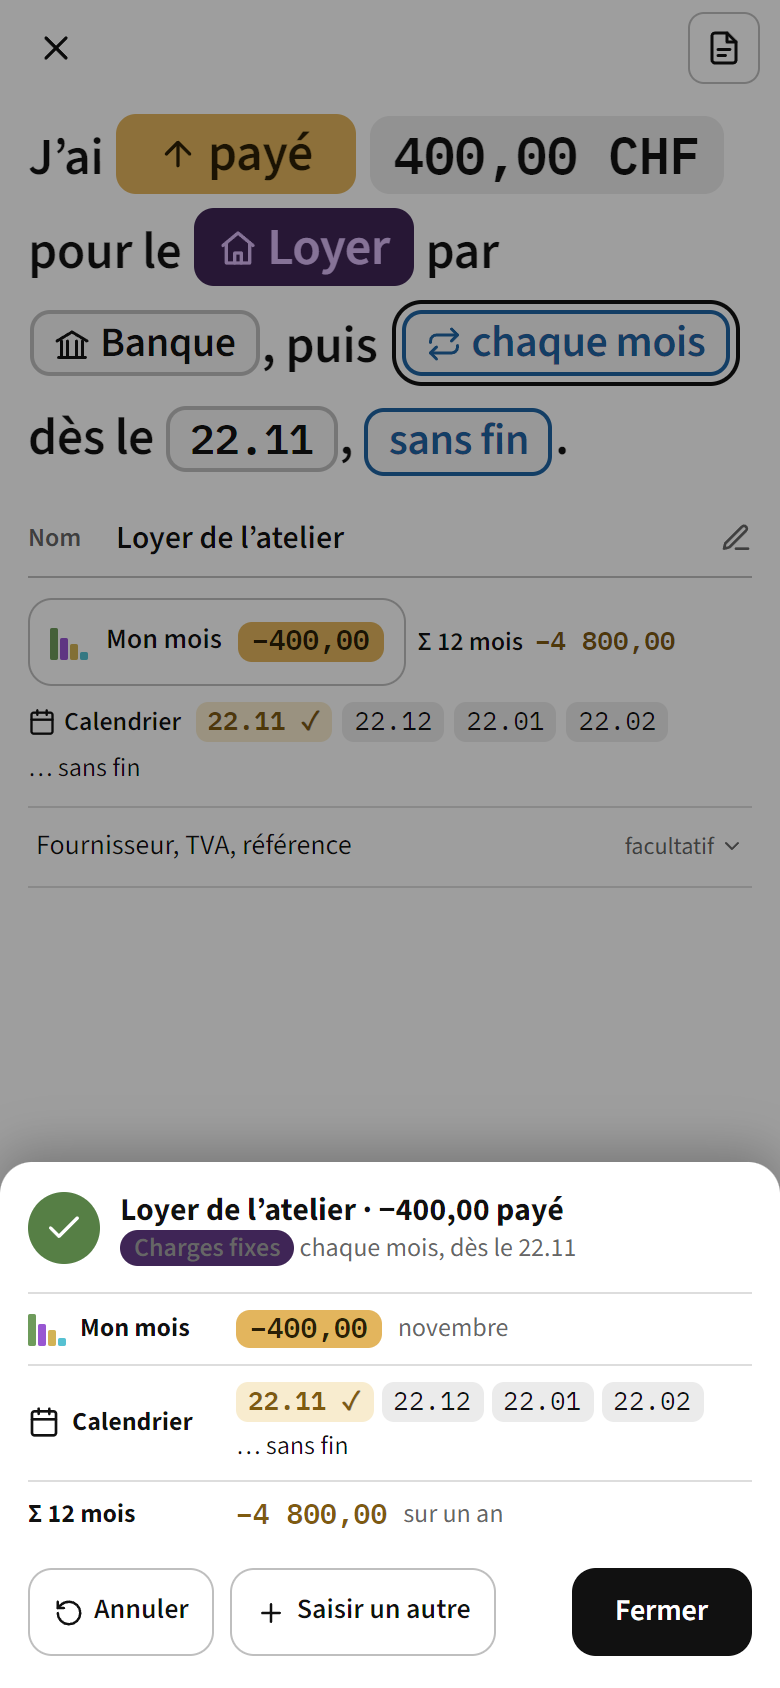 J’ai ↑ payé 400,00 CHF
pour le Loyer par
Banque, puis chaque mois
dès le 22.11, sans fin.
Nom Loyer de l’atelier
Mon mois −400,00 Σ 12 mois −4 800,00
Calendrier 22.11 ✓ 22.12 22.01 22.02
… sans fin
Fournisseur, TVA, référence facultatif
Loyer de l’atelier · −400,00 payé
Charges fixes chaque mois, dès le 22.11
Mon mois −400,00 novembre
Calendrier 22.11 ✓ 22.12 22.01 22.02
… sans fin
Σ 12 mois −4 800,00 sur un an
Annuler + Saisir un autre Fermer